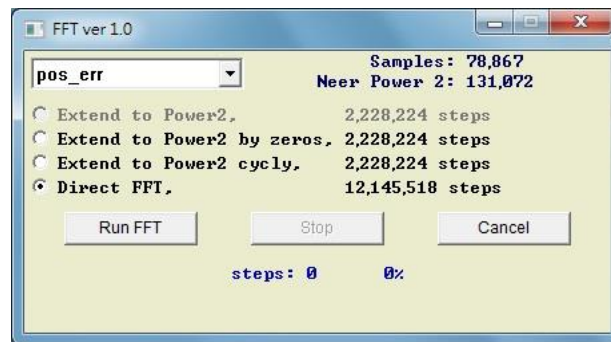 FFT ver 1.0
pos_err
Samples: 78,867
Neer Power 2: 131,072
Extend to Power2, 2,228,224 steps
Extend to Power2 by zeros, 2,228,224 steps
Extend to Power2 cycly, 2,228,224 steps
Direct FFT, 12,145,518 steps
Run FFT Stop Cancel
steps: 0 0%